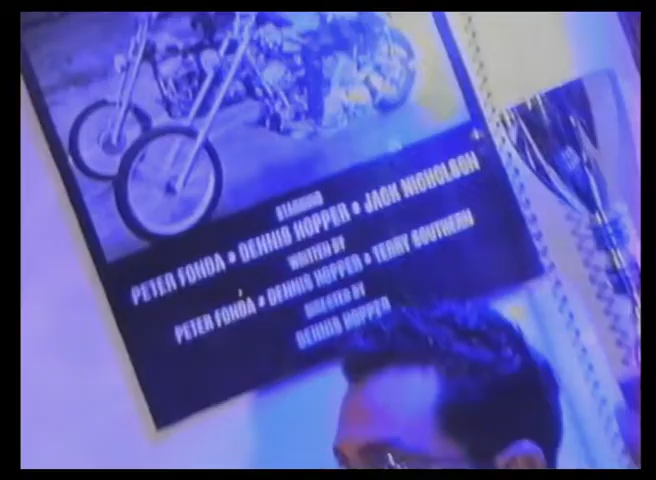 STARRING
PETER FONDA • DENNIS HOPPER • JACK NICHOLSON
WRITTEN BY
PETER FONDA • DENNIS HOPPER • TERRY SOUTHERN
DIRECTED BY
DENNIS HOPPER